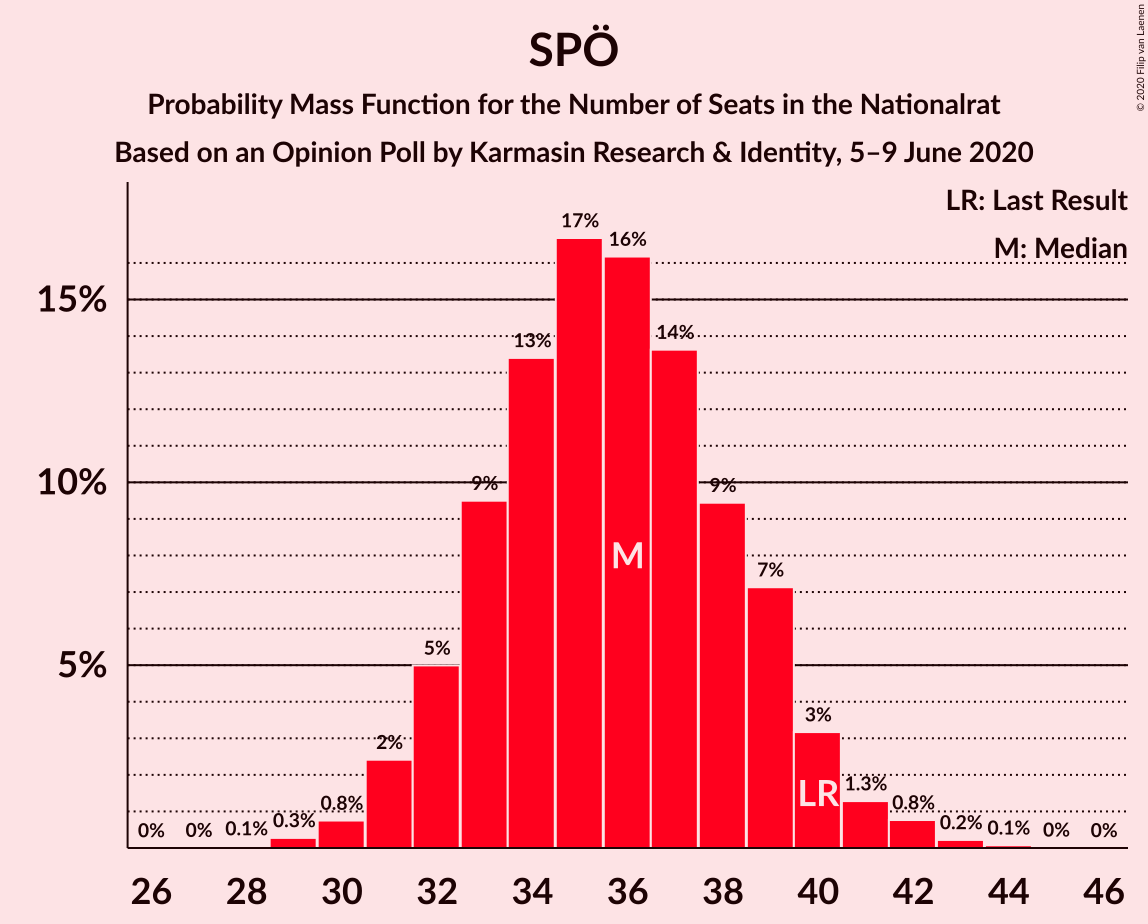 SPÖ
Probability Mass Function for the Number of Seats in the Nationalrat
Based on an Opinion Poll by Karmasin Research & Identity, 5–9 June 2020
© 2020 Filip van Laenen
LR: Last Result
M: Median
15%
10%
5%
0%
0%
0.1%
0.3%
0.8%
2%
5%
9%
13%
17%
16%
14%
9%
7%
3%
1.3%
0.8%
0.2%
0.1%
0%
0%
M
LR
26 28 30 32 34 36 38 40 42 44 46